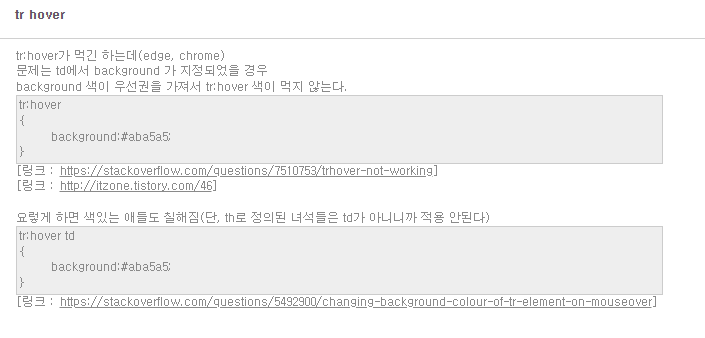 tr hover
tr:hover가 먹긴 하는데(edge, chrome)
문제는 td에서 background 가 지정되었을 경우
background 색이 우선권을 가져서 tr:hover 색이 먹지 않는다.
tr:hover
{
background:#aba5a5;
}
[링크 : https://stackoverflow.com/questions/7510753/trhover-not-working]
[링크 : http://itzone.tistory.com/46]
요렇게 하면 색있는 애들도 칠해짐(단, th로 정의된 녀석들은 td가 아니니까 적용 안된다)
tr:hover td
{
background:#aba5a5;
}
[링크 : https://stackoverflow.com/questions/5492900/changing-background-colour-of-tr-element-on-mouseover]